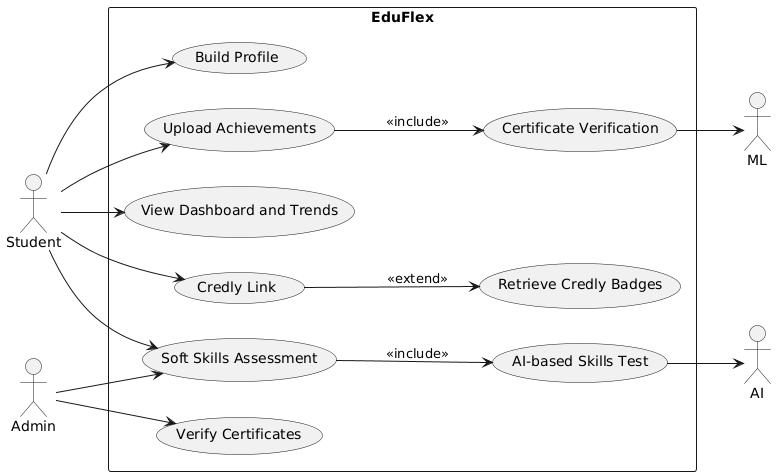 EduFlex
Build Profile
Upload Achievements
«include»
Certificate Verification
ML
View Dashboard and Trends
Student
Credly Link
«extend»
Retrieve Credly Badges
Soft Skills Assessment
«include»
AI-based Skills Test
AI
Admin
Verify Certificates